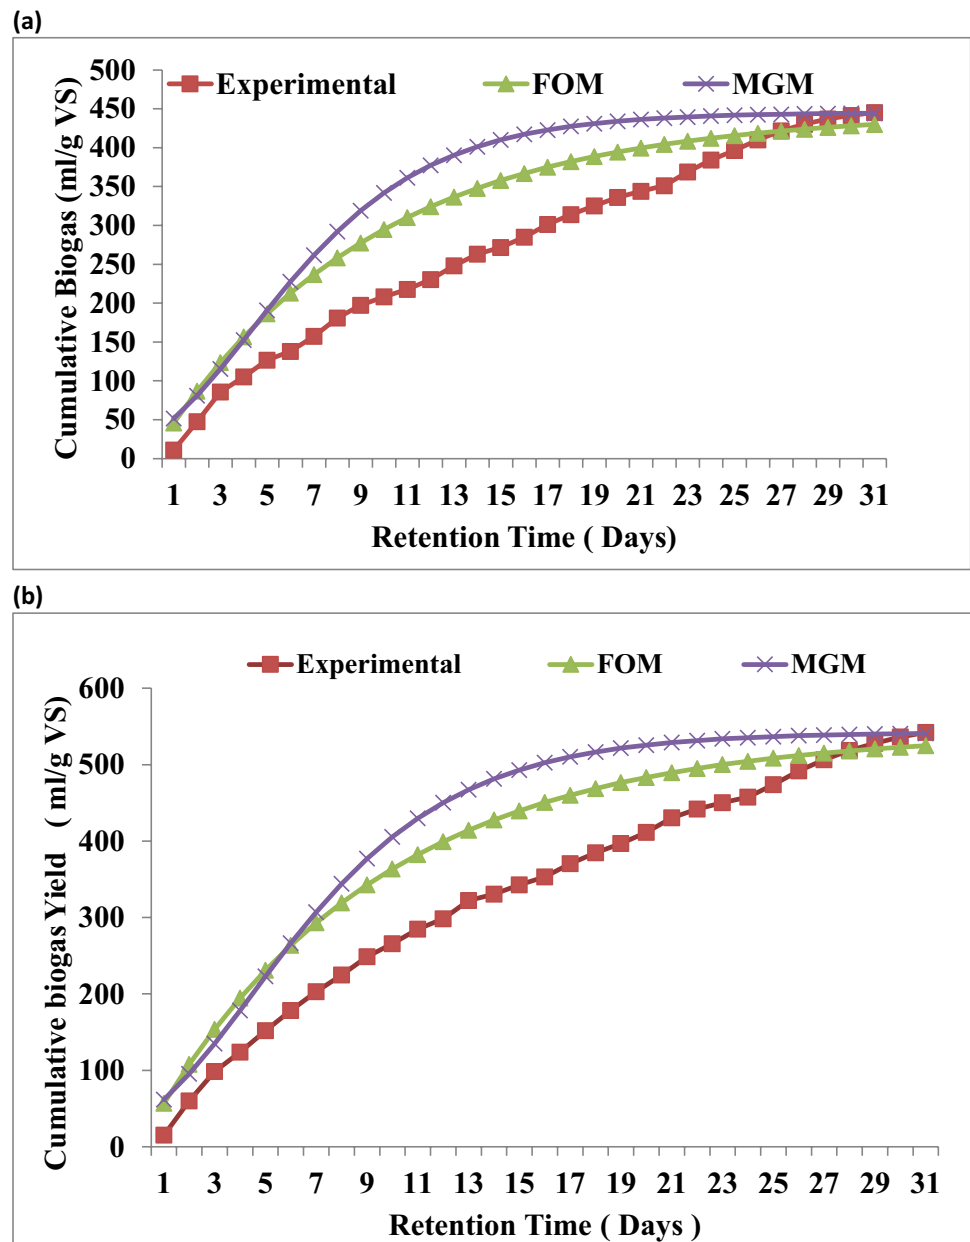 (a)
Experimental FOM MGM
Cumulative Biogas (ml/g VS)
500
450
400
350
300
250
200
150
100
50
0
1 3 5 7 9 11 13 15 17 19 21 23 25 27 29 31
Retention Time ( Days)
(b)
Experimental FOM MGM
Cumulative biogas Yield ( ml/g VS)
600
500
400
300
200
100
0
1 3 5 7 9 11 13 15 17 19 21 23 25 27 29 31
Retention Time ( Days )